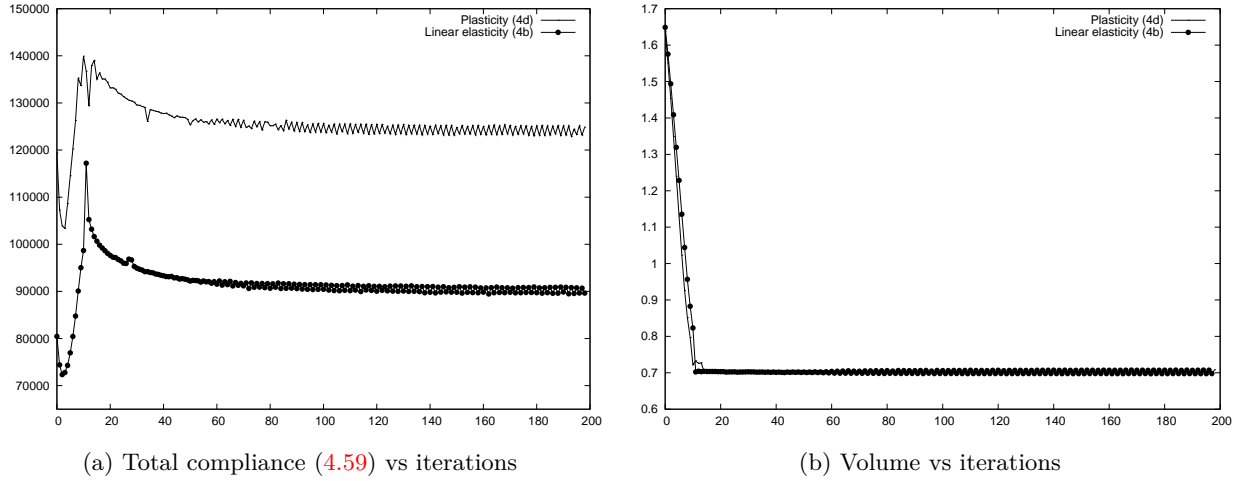 150000
140000
130000
120000
110000
100000
90000
80000
70000
0 20 40 60 80 100 120 140 160 180 200
Plasticity (4d)
Linear elasticity (4b)
(a) Total compliance (4.59) vs iterations
1.7
1.6
1.5
1.4
1.3
1.2
1.1
1
0.9
0.8
0.7
0.6
0 20 40 60 80 100 120 140 160 180 200
Plasticity (4d)
Linear elasticity (4b)
(b) Volume vs iterations